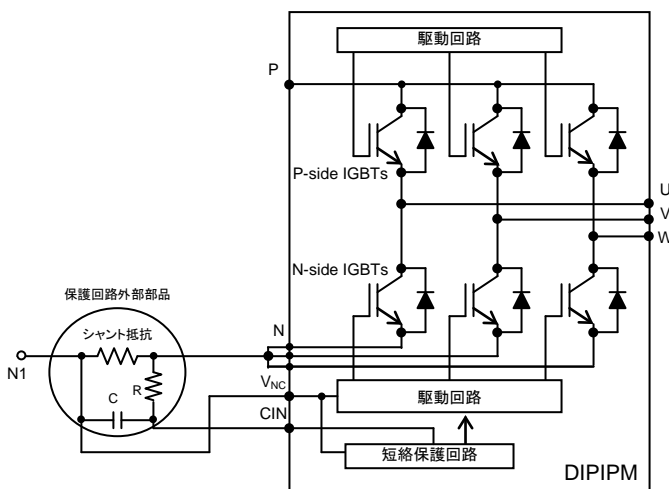 駆動回路
P
P-side IGBTs
U
V
W
N-side IGBTs
保護回路外部部品
シャント抵抗
N
N1
R
C
VNC
駆動回路
CIN
短絡保護回路
DIPIPM